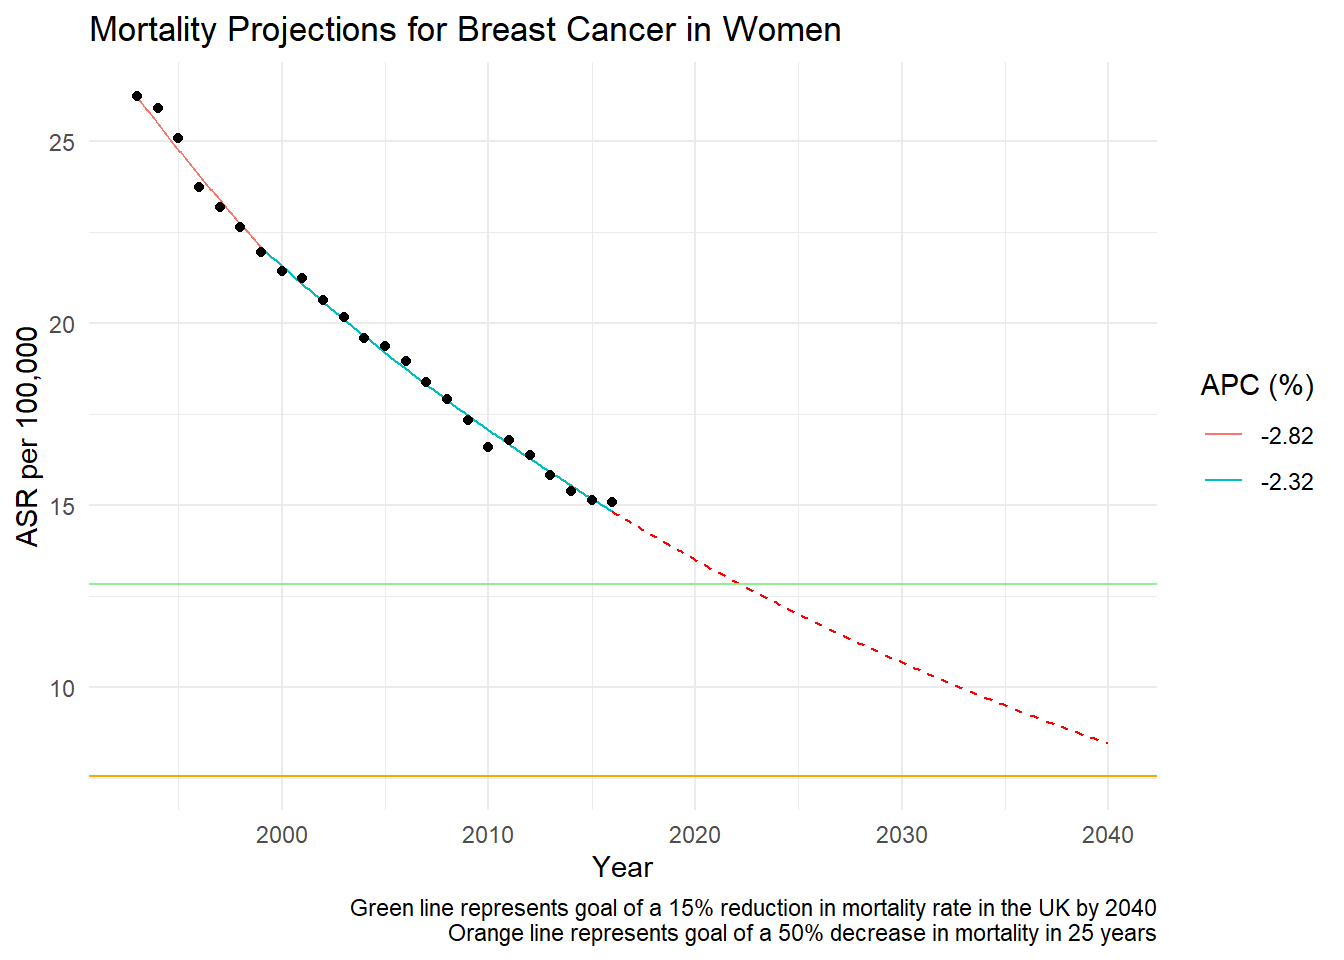 Mortality Projections for Breast Cancer in Women
25
20
15
10
ASR per 100,000
2000
2010
2020
2030
2040
Year
APC (%)
-2.82
-2.32
Green line represents goal of a 15% reduction in mortality rate in the UK by 2040
Orange line represents goal of a 50% decrease in mortality in 25 years